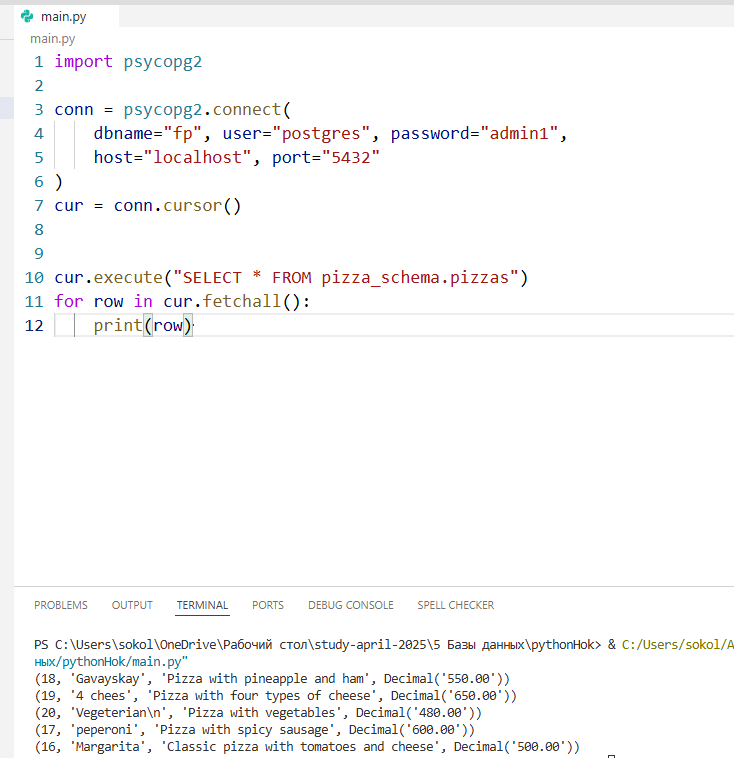 main.py
main.py
1 import psycopg2
2
3 conn = psycopg2.connect(
4 dbname="fp", user="postgres", password="admin1",
5 host="localhost", port="5432"
6 )
7 cur = conn.cursor()
8
9
10 cur.execute("SELECT * FROM pizza_schema.pizzas")
11 for row in cur.fetchall():
12 print(row)
PROBLEMS OUTPUT TERMINAL PORTS DEBUG CONSOLE SPELL CHECKER
PS C:\Users\sokol\OneDrive\Рабочий стол\study-april-2025\5 Базы данных\pythonHok> & C:/Users/sokol/A
ных/pythonHok/main.py"
(18, 'Gavayskay', 'Pizza with pineapple and ham', Decimal('550.00'))
(19, '4 chees', 'Pizza with four types of cheese', Decimal('650.00'))
(20, 'Vegeterian\n', 'Pizza with vegetables', Decimal('480.00'))
(17, 'peperoni', 'Pizza with spicy sausage', Decimal('600.00'))
(16, 'Margarita', 'Classic pizza with tomatoes and cheese', Decimal('500.00'))